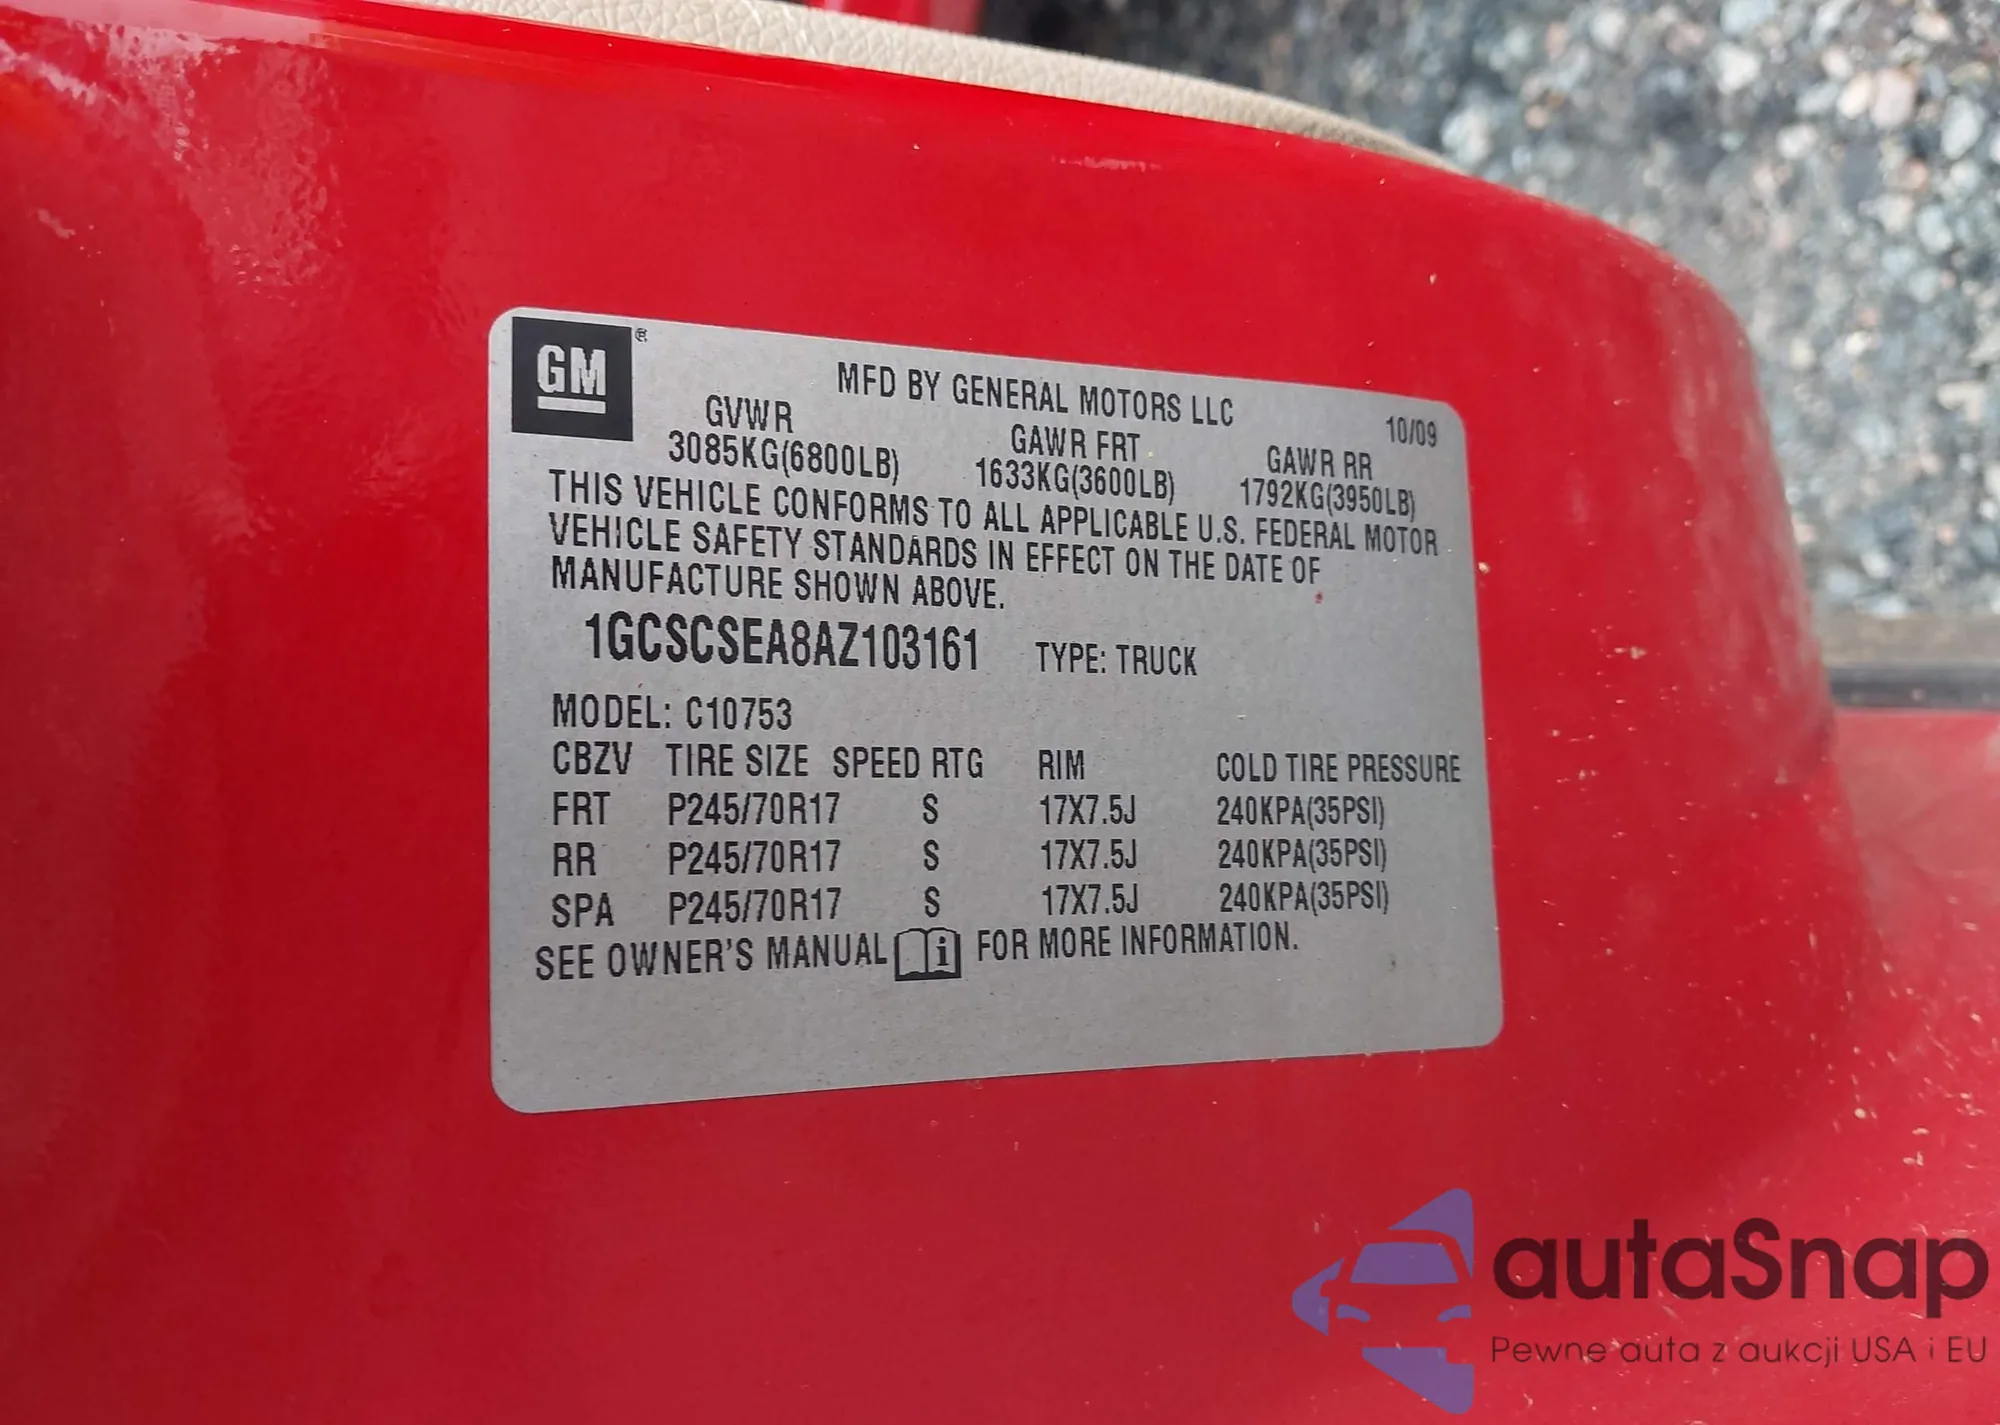 GM®
MFD BY GENERAL MOTORS LLC 10/09
GVWR GAWR FRT GAWR RR
3085KG(6800LB) 1633KG(3600LB) 1792KG(3950LB)
THIS VEHICLE CONFORMS TO ALL APPLICABLE U.S. FEDERAL MOTOR
VEHICLE SAFETY STANDARDS IN EFFECT ON THE DATE OF
MANUFACTURE SHOWN ABOVE.
1GCSCSEA8AZ103161 TYPE: TRUCK
MODEL: C10753
CBZV TIRE SIZE SPEED RTG RIM COLD TIRE PRESSURE
FRT P245/70R17 S 17X7.5J 240KPA(35PSI)
RR P245/70R17 S 17X7.5J 240KPA(35PSI)
SPA P245/70R17 S 17X7.5J 240KPA(35PSI)
SEE OWNER'S MANUAL i FOR MORE INFORMATION.
autaSnap
Pewne auta z aukcji USA i EU